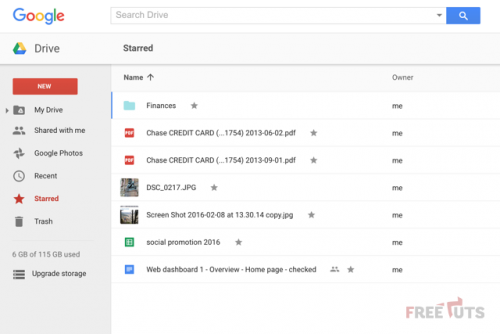 Google
Search Drive
Drive
Starred
NEW
Name
Owner
My Drive
Finances
me
Shared with me
PDF
Chase CREDIT CARD (...1754) 2013-06-02.pdf
me
Google Photos
PDF
Chase CREDIT CARD (...1754) 2013-09-01.pdf
me
Recent
DSC_0217.JPG
me
Starred
Screen Shot 2016-02-08 at 13.30.14 copy.jpg
me
Trash
social promotion 2016
me
6 GB of 115 GB used
Web dashboard 1 - Overview - Home page - checked
me
Upgrade storage
FREETUTS